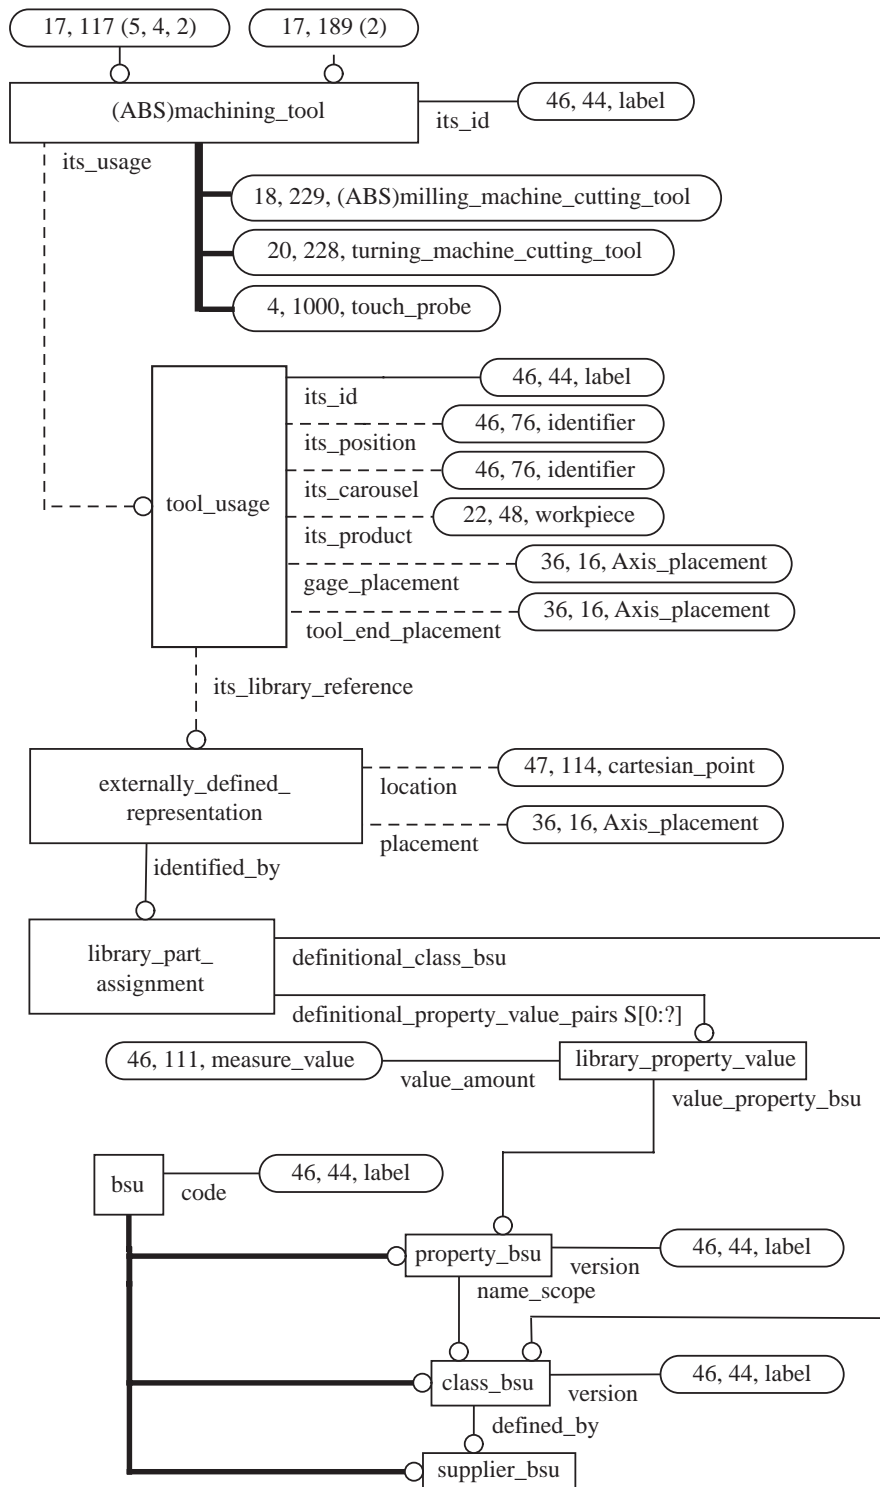 17, 117 (5, 4, 2)
17, 189 (2)
(ABS)machining_tool
46, 44, label
its_id
its_usage
18, 229, (ABS)milling_machine_cutting_tool
20, 228, turning_machine_cutting_tool
4, 1000, touch_probe
tool_usage
46, 44, label
its_id
46, 76, identifier
its_position
46, 76, identifier
its_carousel
22, 48, workpiece
its_product
36, 16, Axis_placement
gage_placement
36, 16, Axis_placement
tool_end_placement
its_library_reference
externally_defined_
representation
47, 114, cartesian_point
location
36, 16, Axis_placement
placement
identified_by
library_part_
assignment
definitional_class_bsu
definitional_property_value_pairs S[0:?]
46, 111, measure_value
value_amount
library_property_value
value_property_bsu
bsu
46, 44, label
code
property_bsu
46, 44, label
version
name_scope
class_bsu
46, 44, label
version
defined_by
supplier_bsu